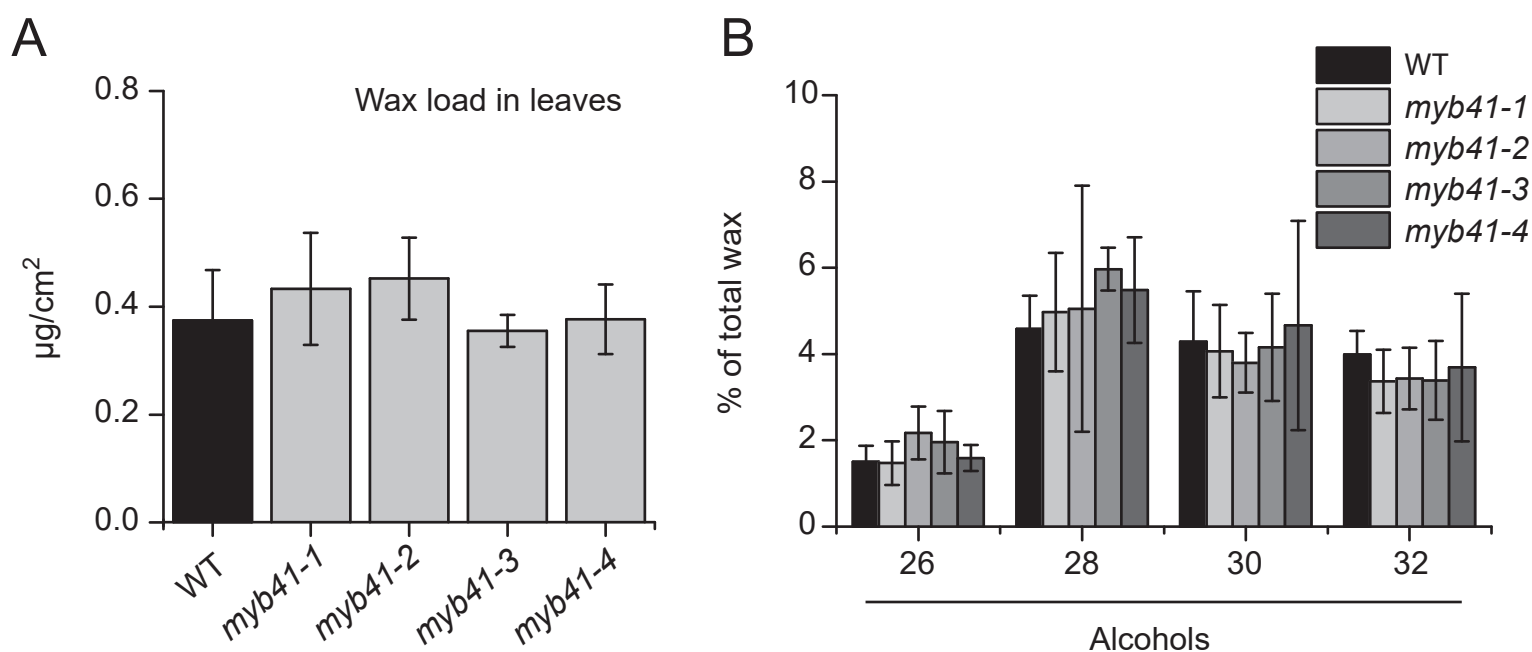 A
Wax load in leaves
µg/cm²
0.8
0.6
0.4
0.2
0.0
WT
myb41-1
myb41-2
myb41-3
myb41-4
B
WT
myb41-1
myb41-2
myb41-3
myb41-4
% of total wax
10
8
6
4
2
0
26 28 30 32
Alcohols